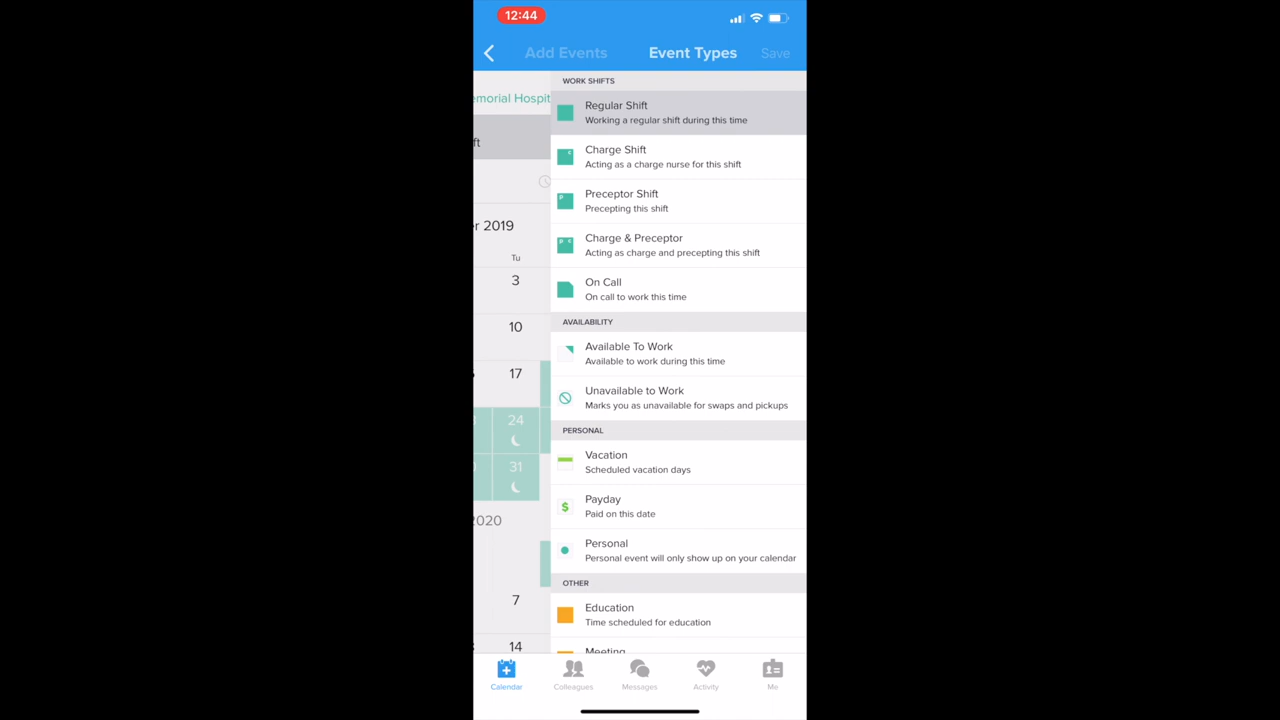 12:44
Add Events
Event Types
Save
emorial Hospit
ft
r 2019
Tu
3
10
17
24
31
2020
7
14
WORK SHIFTS
Regular Shift
Working a regular shift during this time
c
Charge Shift
Acting as a charge nurse for this shift
P
Preceptor Shift
Precepting this shift
P c
Charge & Preceptor
Acting as charge and precepting this shift
On Call
On call to work this time
AVAILABILITY
Available To Work
Available to work during this time
Unavailable to Work
Marks you as unavailable for swaps and pickups
PERSONAL
Vacation
Scheduled vacation days
$
Payday
Paid on this date
Personal
Personal event will only show up on your calendar
OTHER
Education
Time scheduled for education
Meeting
Calendar
Colleagues
Messages
Activity
Me